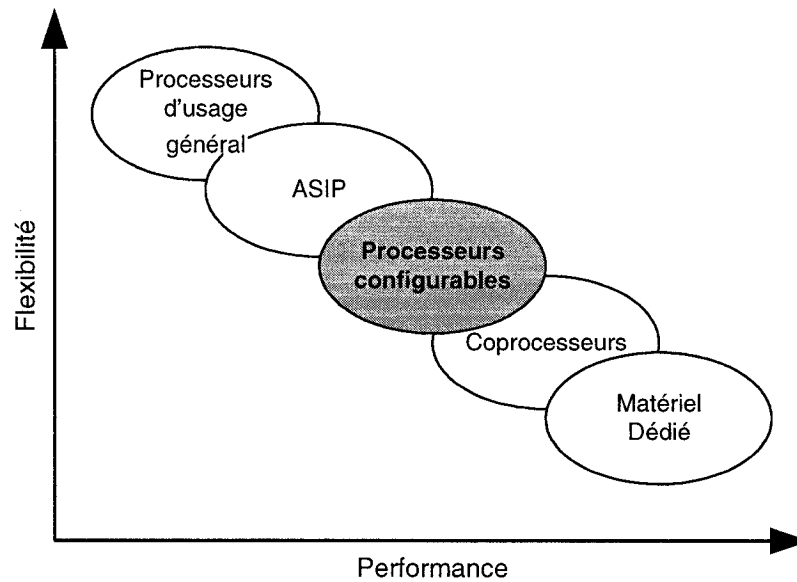 Processeurs
d'usage
général
ASIP
Processeurs
configurables
Coprocesseurs
Matériel
Dédié
Flexibilité
Performance